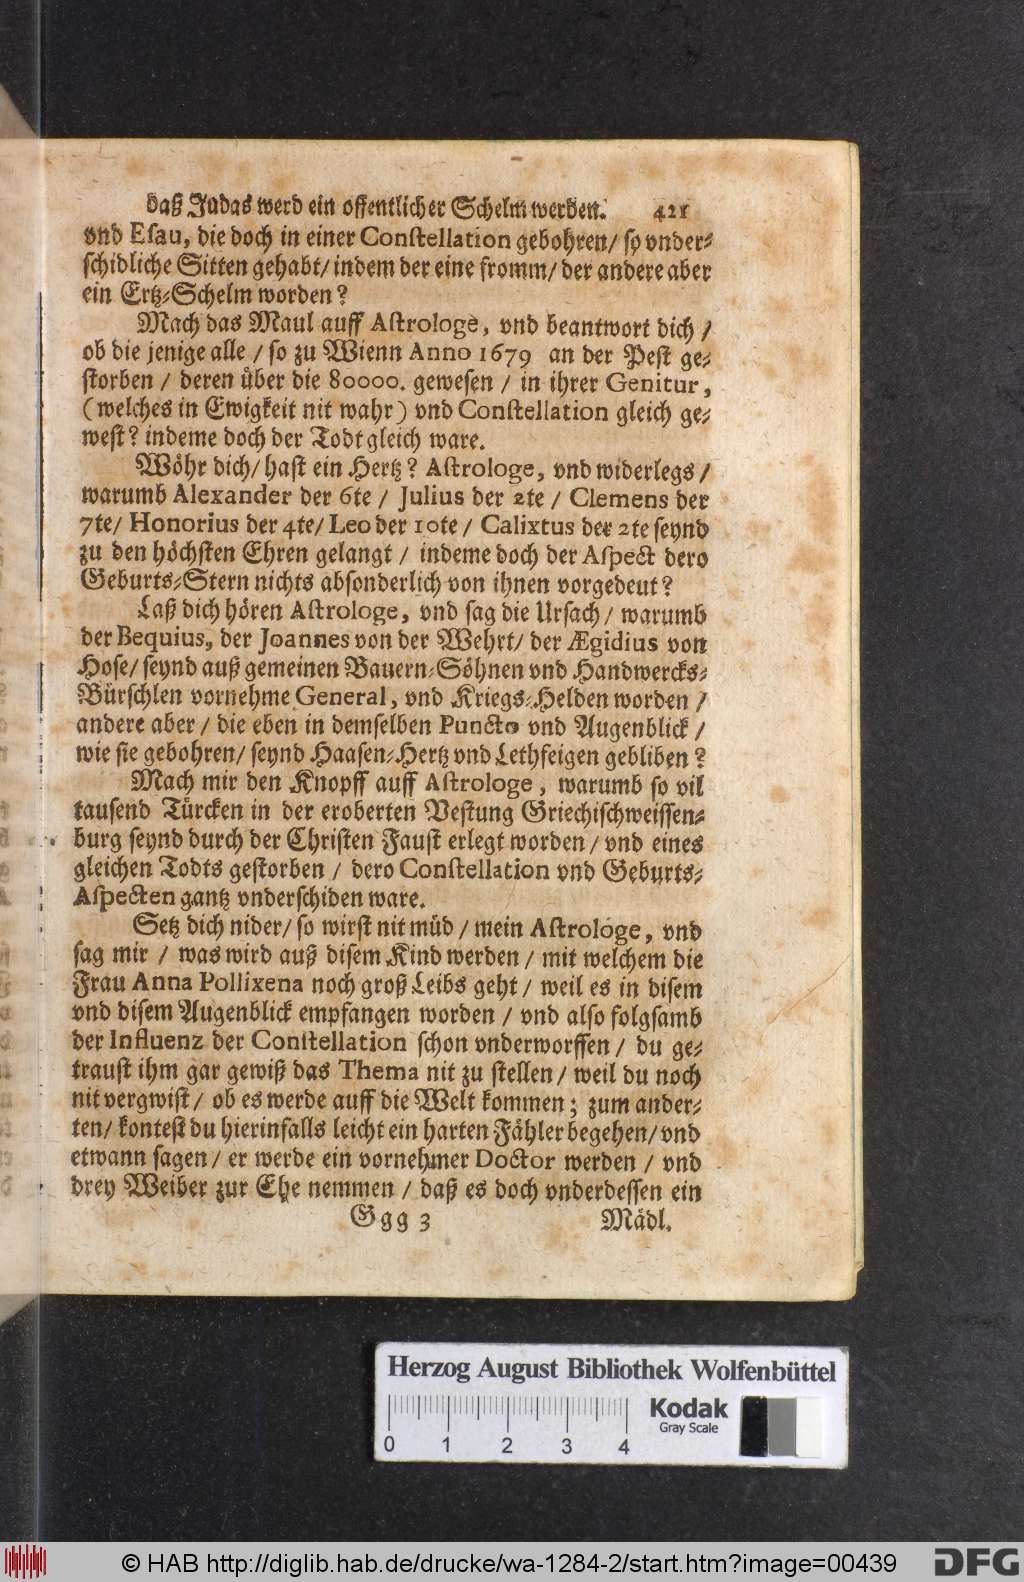 daß Judas werd ein offentlicher Schelm werden. 421
vnd Esau, die doch in einer Constellation gebohren/ so vnder-
schidliche Sitten gehabt/ indem der eine fromm/ der andere aber
ein Ertz-Schelm worden?
Mach das Maul auff Astrologe, vnd beantwort dich /
ob die jenige alle / so zu Wienn Anno 1679 an der Pest ge-
storben / deren über die 80000. gewesen / in ihrer Genitur,
(welches in Ewigkeit nit wahr) vnd Constellation gleich ge-
west? indeme doch der Todt gleich ware.
Wöhr dich/ hast ein Hertz? Astrologe, vnd widerlegs /
warumb Alexander der 6te / Julius der 2te / Clemens der
7te/ Honorius der 4te/ Leo der 10te / Calixtus der 2te seynd
zu den höchsten Ehren gelangt / indeme doch der Aspect dero
Geburts-Stern nichts absonderlich von ihnen vorgedeut?
Laß dich hören Astrologe, vnd sag die Ursach/ warumb
der Bequius, der Joannes von der Wehrt/ der Ægidius von
Hose/ seynd auß gemeinen Bauern-Söhnen vnd Handwercks-
Bürschlen vornehme General, vnd Kriegs-Helden worden /
andere aber / die eben in demselben Puncto vnd Augenblick /
wie sie gebohren/ seynd Haasen-Hertz vnd Lethfeigen gebliben?
Mach mir den Knopff auff Astrologe, warumb so vil
tausend Türcken in der eroberten Vestung Griechischweissen-
burg seynd durch der Christen Faust erlegt worden/ vnd eines
gleichen Todts gestorben / dero Constellation vnd Geburts-
Aspecten gantz vnderschiden ware.
Setz dich nider/ so wirst nit müd / mein Astrologe, vnd
sag mir / was wird auß disem Kind werden / mit welchem die
Frau Anna Pollixena noch groß Leibs geht / weil es in disem
vnd disem Augenblick empfangen worden / vnd also folgsamb
der Influenz der Constellation schon vnderworffen / du ge-
traust ihm gar gewiß das Thema nit zu stellen / weil du noch
nit vergwist / ob es werde auff die Welt kommen; zum ander-
ten/ kontest du hierinfalls leicht ein harten Fähler begehen/ vnd
etwann sagen / er werde ein vornehmer Doctor werden / vnd
drey Weiber zur Ehe nemmen / daß es doch vnderdessen ein
Ggg 3 Mädl.
Herzog August Bibliothek Wolfenbüttel
0 1 2 3 4
Kodak
Gray Scale
© HAB http://diglib.hab.de/drucke/wa-1284-2/start.htm?image=00439
DFG